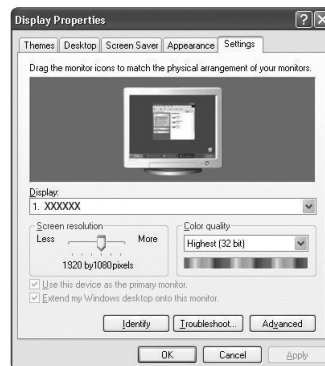 Display Properties
Themes Desktop Screen Saver Appearance Settings
Drag the monitor icons to match the physical arrangement of your monitors.
Display:
1. XXXXXX
Screen resolution
Less More
1920 by1080 pixels
Color quality
Highest (32 bit)
Use this device as the primary monitor.
Extend my Windows desktop onto this monitor.
Identify Troubleshoot... Advanced
OK Cancel Apply